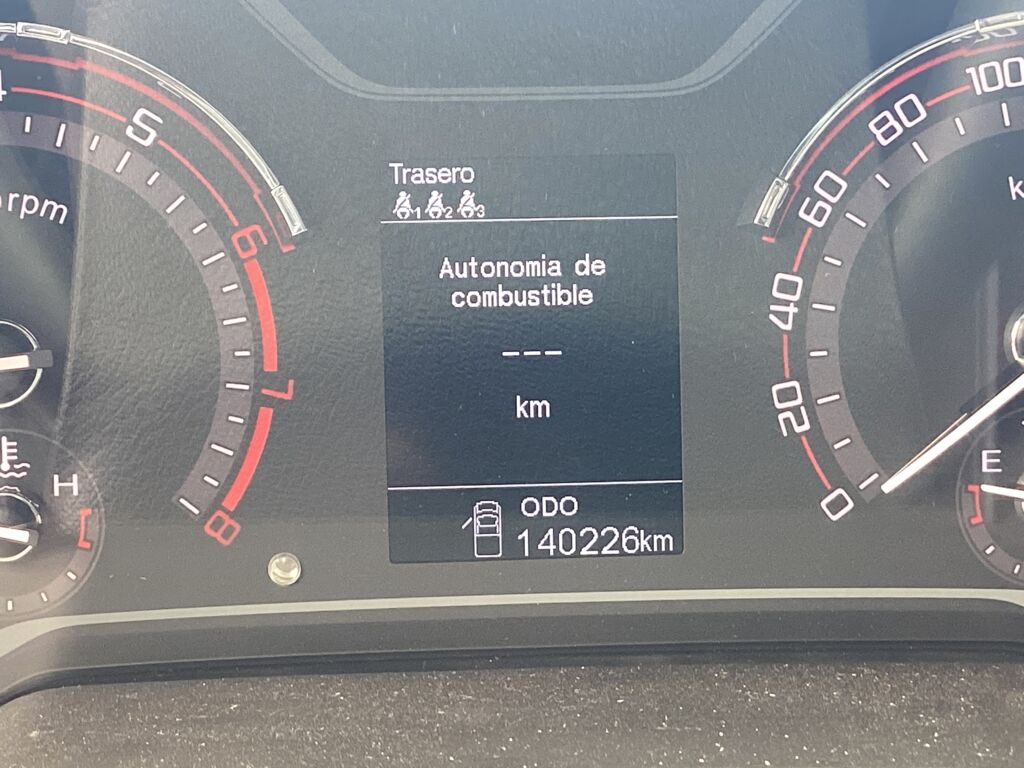 Trasero
1 2 3
Autonomia de
combustible
---
km
ODO
140226km
4
5
6
7
8
rpm
H
0
20
40
60
80
100
E